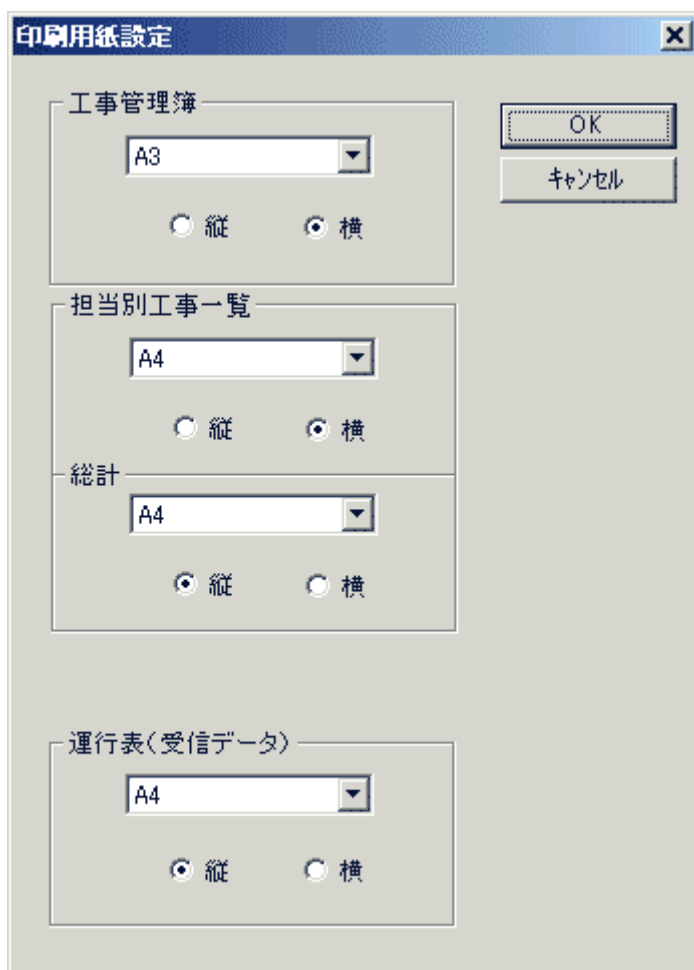 印刷用紙設定
工事管理簿
A3
縦 横
OK
キャンセル
担当別工事一覧
A4
縦 横
総計
A4
縦 横
運行表(受信データ)
A4
縦 横